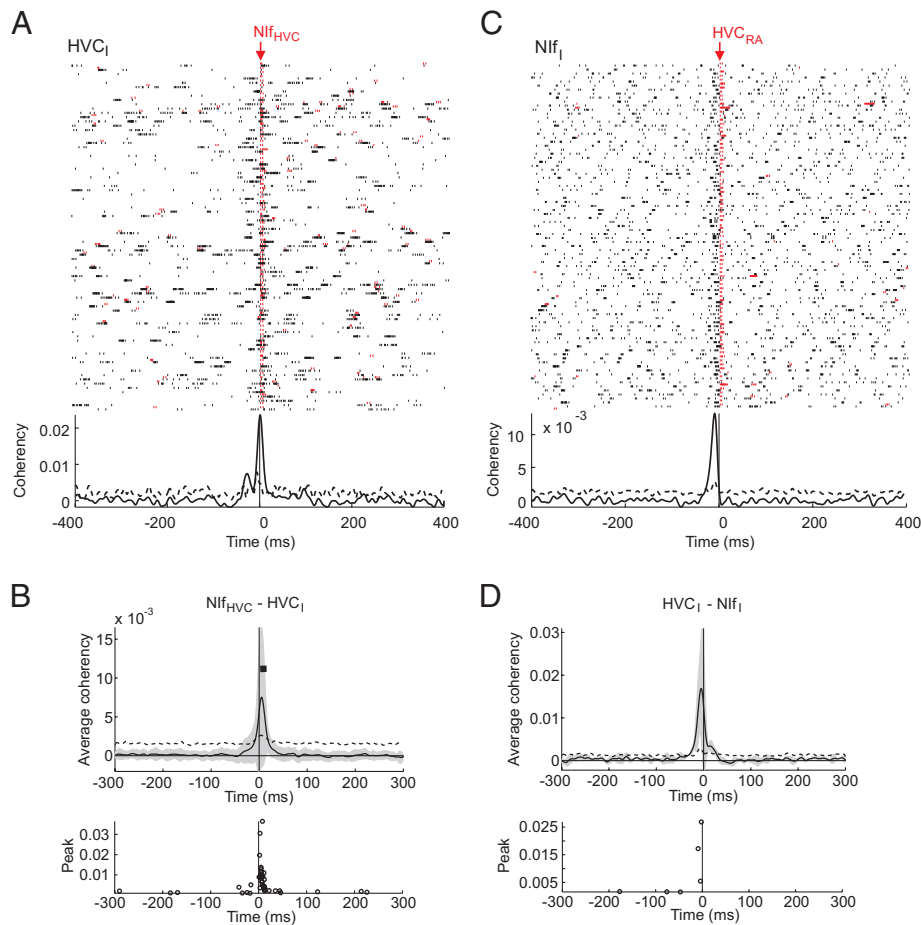 A
HVC_I
NIf_HVC
-400 -200 0 200 400
Coherency
0.02
0.01
0
Time (ms)
C
NIf_I
HVC_RA
Coherency
x 10^-3
10
5
0
-400 -200 0 200 400
Time (ms)
B
NIf_HVC - HVC_I
x 10^-3
Average coherency
15
10
5
0
-300 -200 -100 0 100 200 300
Time (ms)
Peak
0.03
0.02
0.01
-300 -200 -100 0 100 200 300
Time (ms)
D
HVC_I - NIf_I
Average coherency
0.03
0.02
0.01
0
-300 -200 -100 0 100 200 300
Time (ms)
Peak
0.025
0.015
0.005
-300 -200 -100 0 100 200 300
Time (ms)